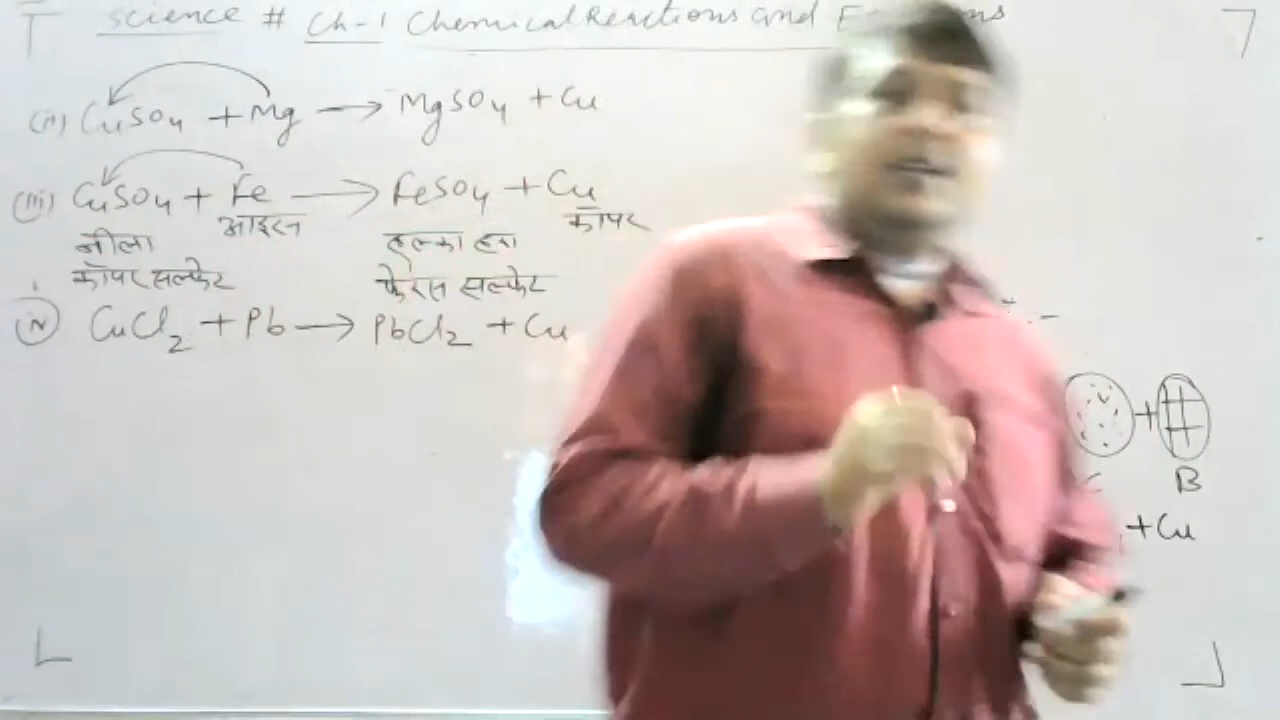 Science # Ch-1 Chemical Reactions and
(ii) CuSO4 + Mg → MgSO4 + Cu
(iii) CuSO4 + Fe → FeSO4 + Cu
आइरन कॉपर
नीला हल्का हरा
कॉपर सल्फेट फेरस सल्फेट
(iv) CuCl2 + Pb → PbCl2 + Cu
+
B
+ Cu